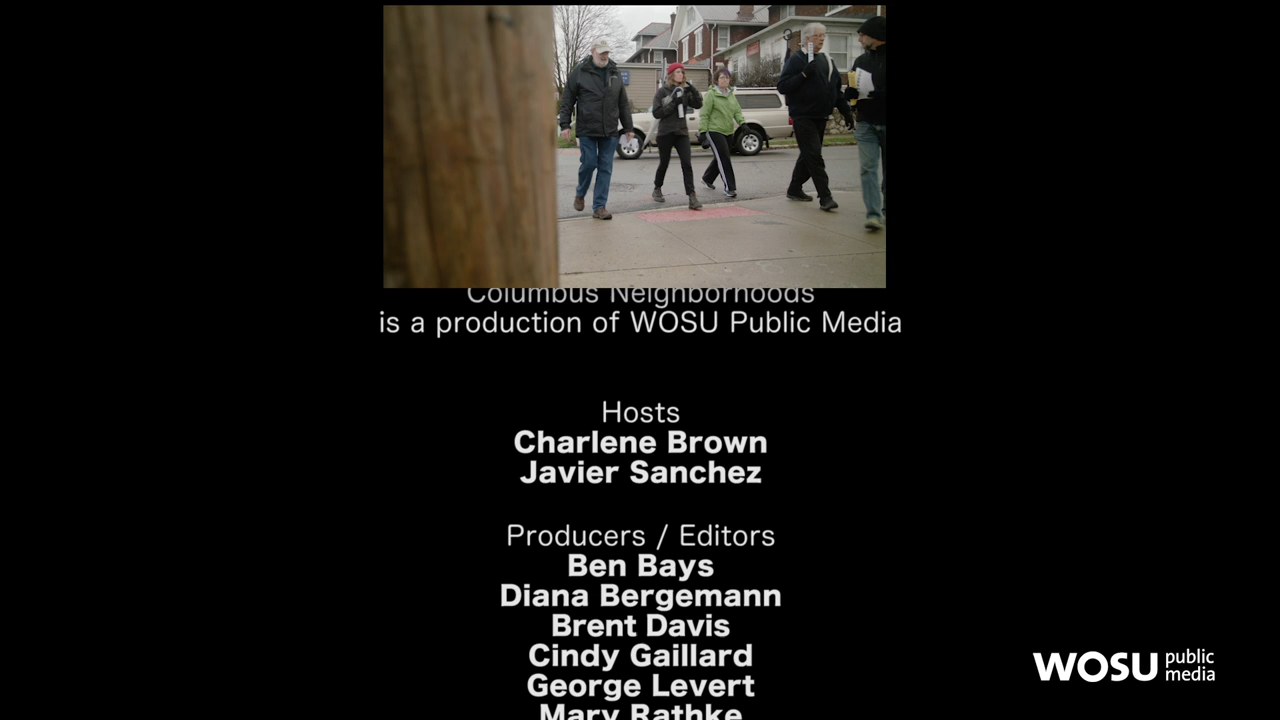 Columbus Neighborhoods
is a production of WOSU Public Media
Hosts
Charlene Brown
Javier Sanchez
Producers / Editors
Ben Bays
Diana Bergemann
Brent Davis
Cindy Gaillard
George Levert
Mary Rathke
WOSU public media